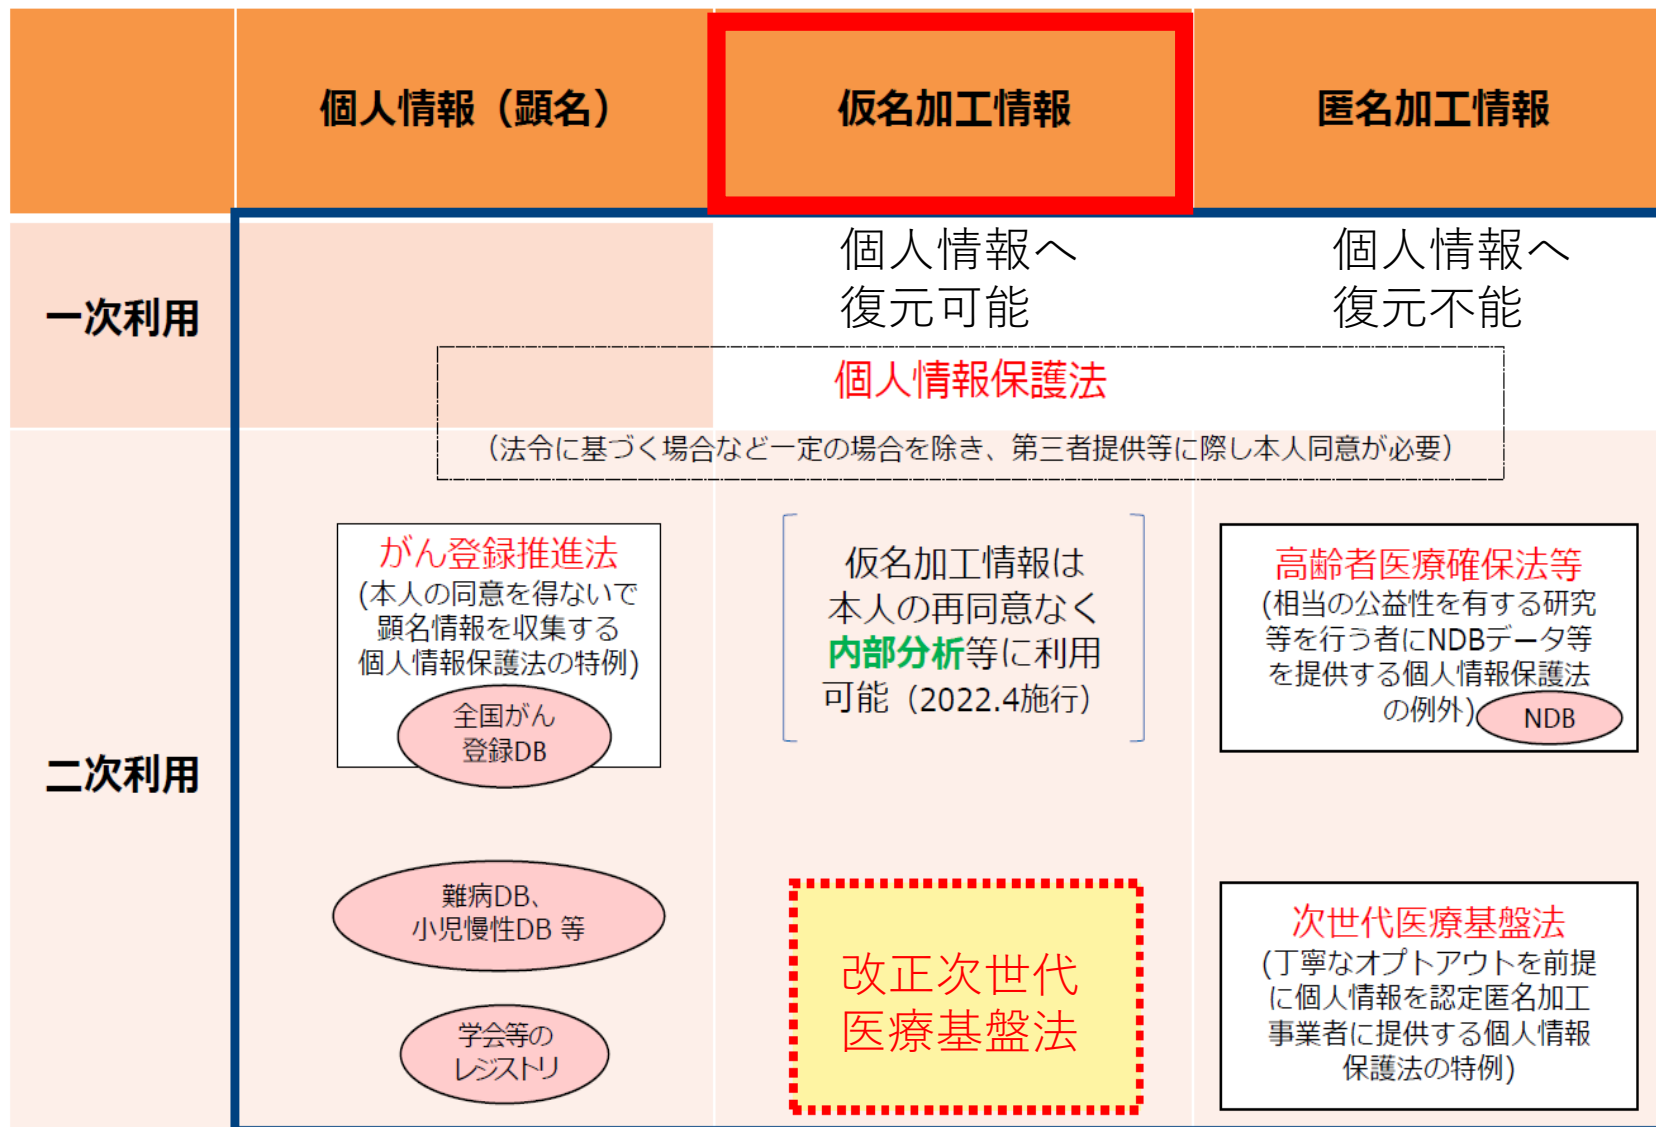 個人情報（顕名）
仮名加工情報
匿名加工情報
一次利用
個人情報へ
復元可能
個人情報へ
復元不能
個人情報保護法
（法令に基づく場合など一定の場合を除き、第三者提供等に際し本人同意が必要）
二次利用
がん登録推進法
(本人の同意を得ないで
顕名情報を収集する
個人情報保護法の特例)
全国がん
登録DB
難病DB、
小児慢性DB 等
学会等の
レジストリ
仮名加工情報は
本人の再同意なく
内部分析等に利用
可能（2022.4施行）
改正次世代
医療基盤法
高齢者医療確保法等
(相当の公益性を有する研究
等を行う者にNDBデータ等
を提供する個人情報保護法
の例外)
NDB
次世代医療基盤法
(丁寧なオプトアウトを前提
に個人情報を認定匿名加工
事業者に提供する個人情報
保護法の特例)